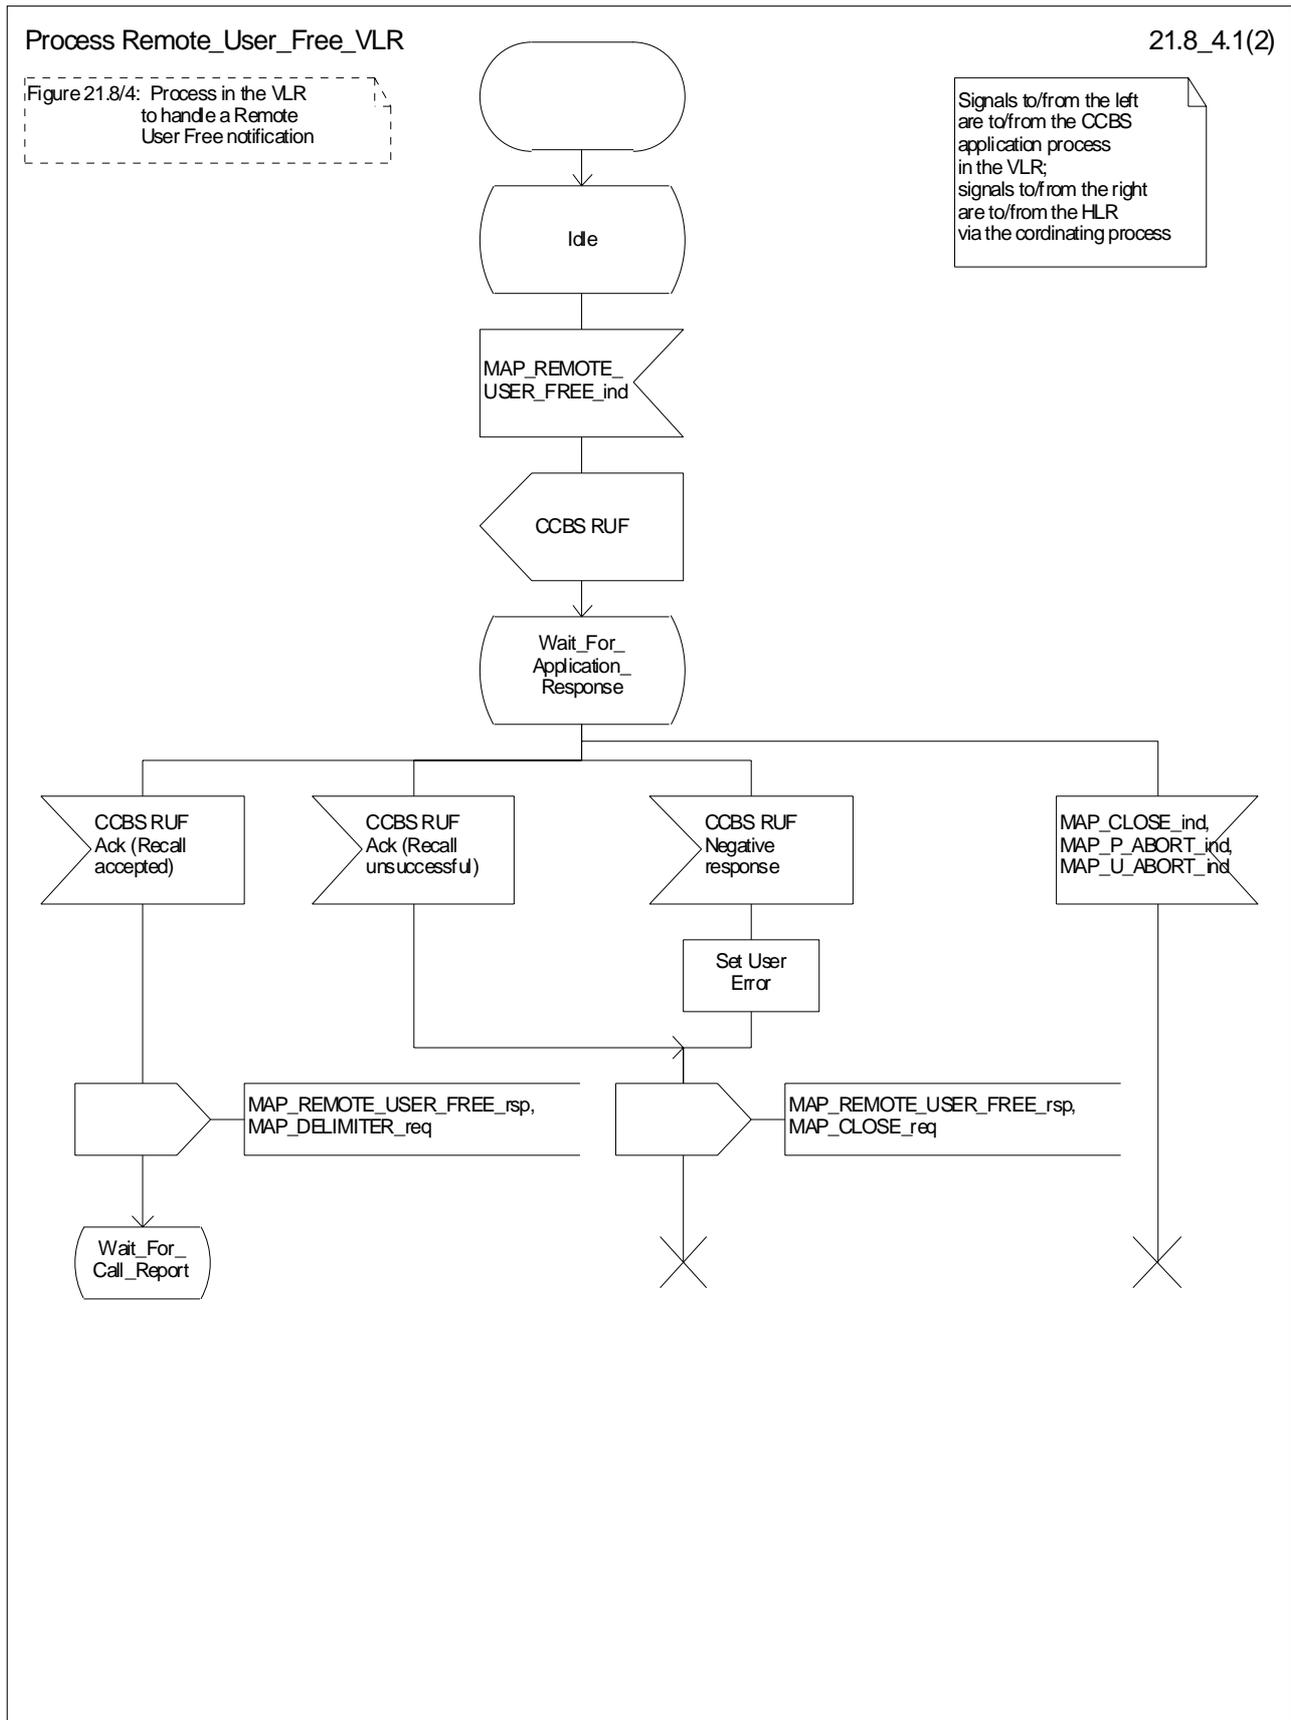 Process Remote_User_Free_VLR
21.8_4.1(2)
Figure 21.8/4: Process in the VLR
to handle a Remote
User Free notification
Signals to/from the left
are to/from the CCBS
application process
in the VLR;
signals to/from the right
are to/from the HLR
via the cordinating process
Idle
MAP_REMOTE_
USER_FREE_ind
CCBS RUF
Wait_For_
Application_
Response
CCBS RUF
Ack (Recall
accepted)
CCBS RUF
Ack (Recall
unsuccessful)
CCBS RUF
Negative
response
MAP_CLOSE_ind,
MAP_P_ABORT_ind,
MAP_U_ABORT_ind
Set User
Error
MAP_REMOTE_USER_FREE_rsp,
MAP_DELIMITER_req
MAP_REMOTE_USER_FREE_rsp,
MAP_CLOSE_req
Wait_For_
Call_Report